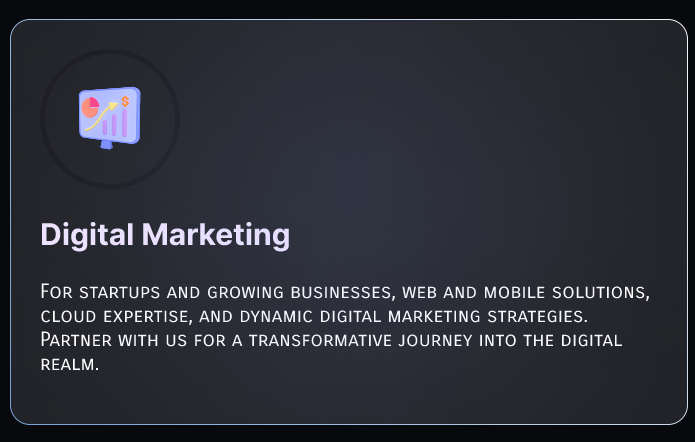 Digital Marketing
For startups and growing businesses, web and mobile solutions,
cloud expertise, and dynamic digital marketing strategies.
Partner with us for a transformative journey into the digital
realm.